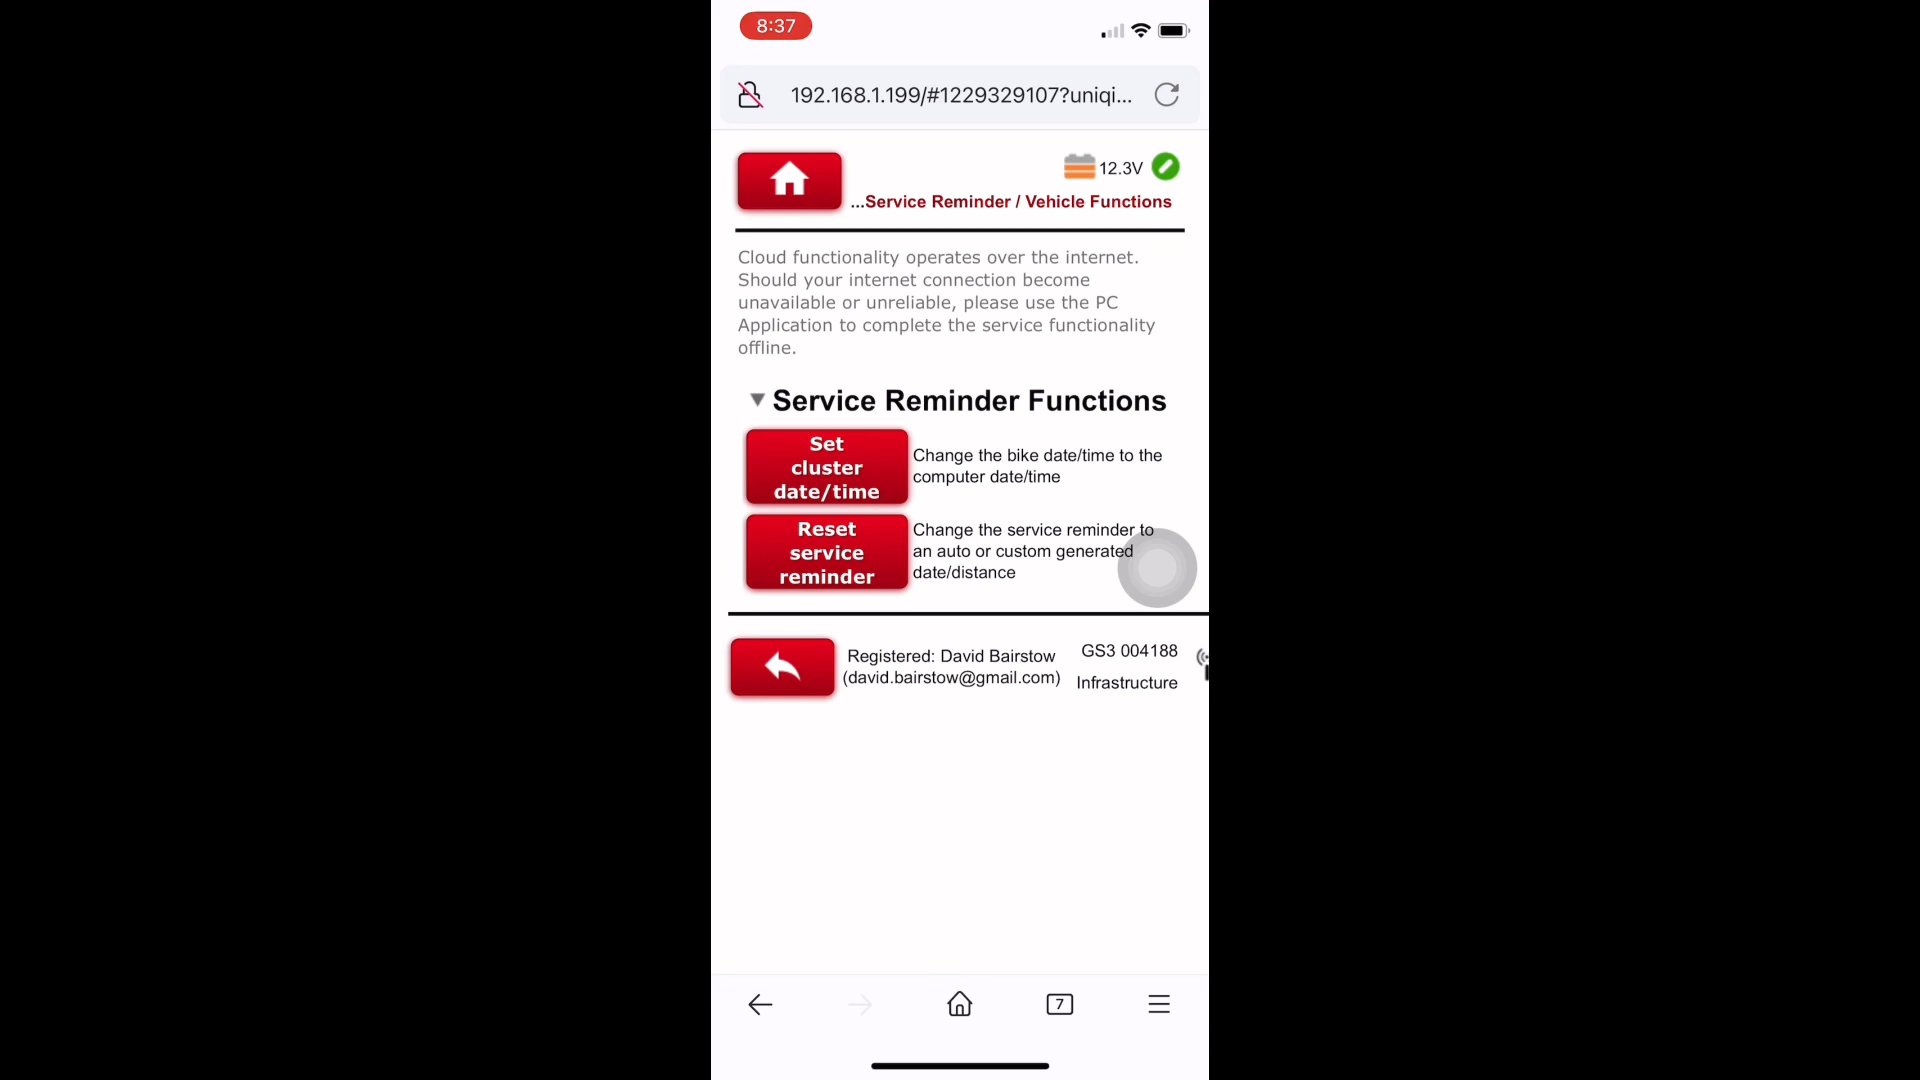 8:37
192.168.1.199/#1229329107?uniqi...
12.3V
...Service Reminder / Vehicle Functions
Cloud functionality operates over the internet.
Should your internet connection become
unavailable or unreliable, please use the PC
Application to complete the service functionality
offline.
Service Reminder Functions
Set
cluster
date/time
Change the bike date/time to the
computer date/time
Reset
service
reminder
Change the service reminder to
an auto or custom generated
date/distance
Registered: David Bairstow
(david.bairstow@gmail.com)
GS3 004188
Infrastructure
7